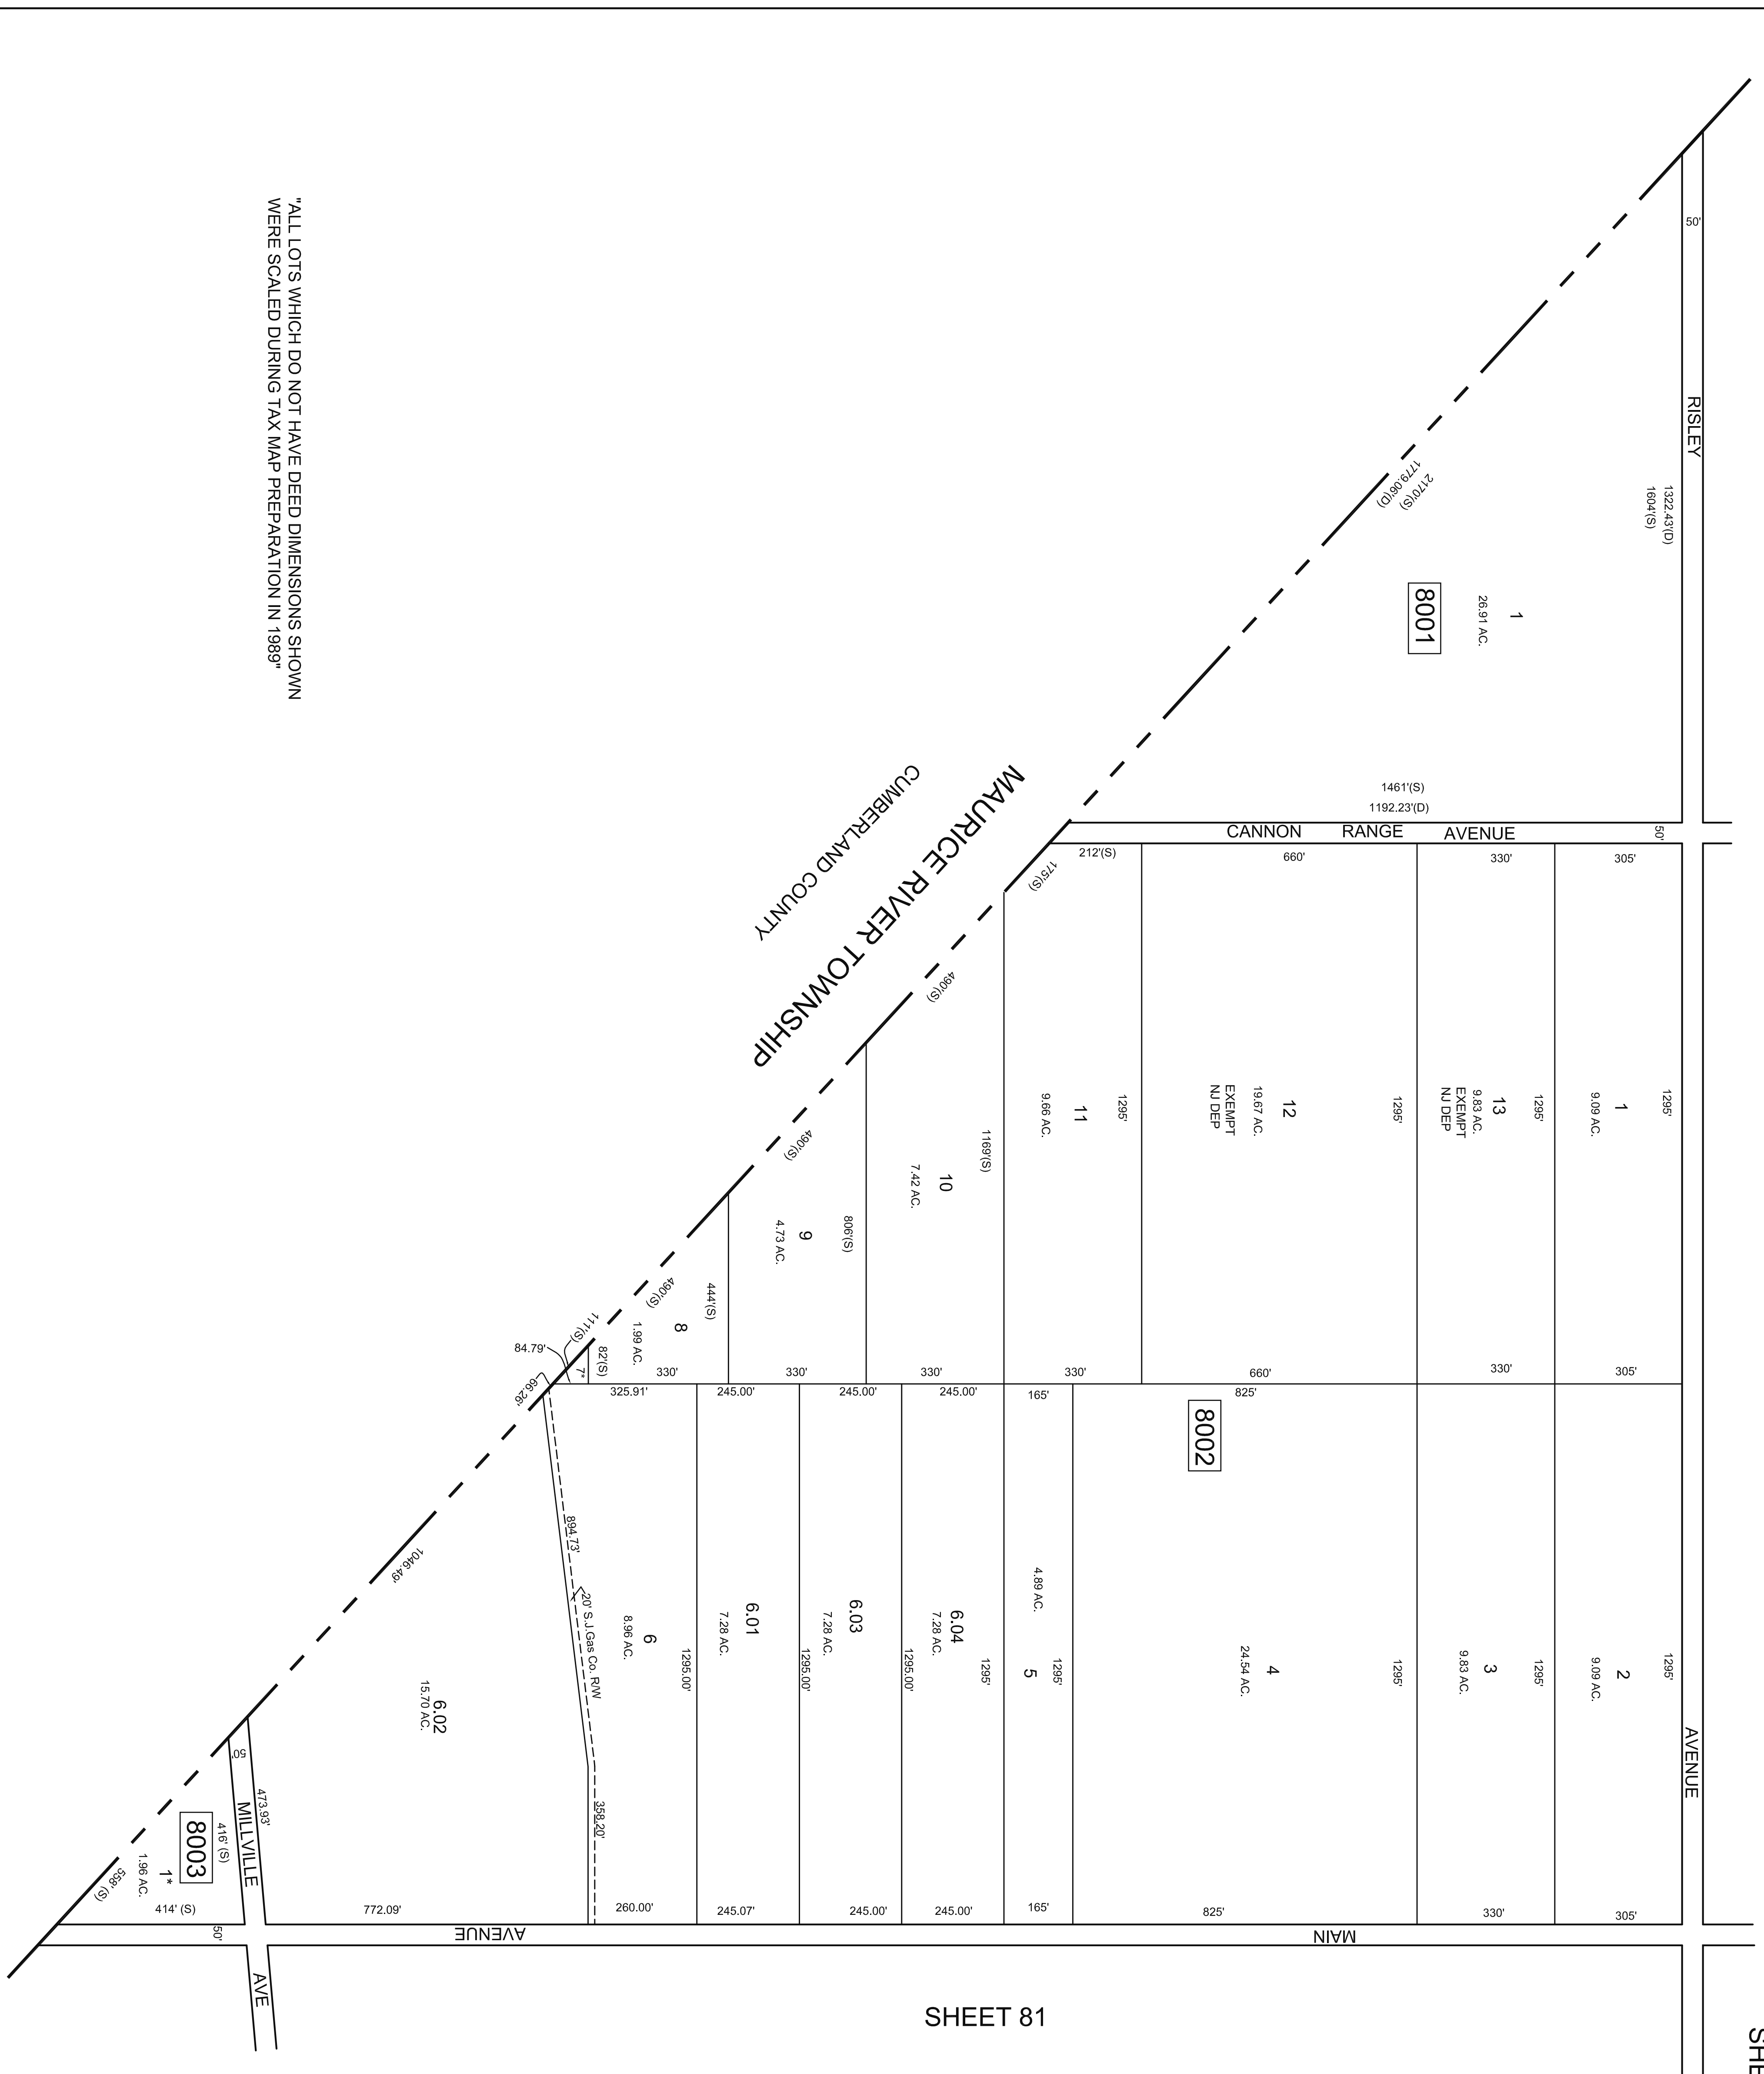 "ALL LOTS WHICH DO NOT HAVE DEED DIMENSIONS SHOWN
WERE SCALED DURING TAX MAP PREPARATION IN 1989"
50'
RISLEY
1322.43'(D)
1604'(S)
2170'(S)
1779.06'(D)
1
26.91 AC.
8001
1461'(S)
1192.23'(D)
CANNON RANGE AVENUE
50'
MAURICE RIVER TOWNSHIP
CUMBERLAND COUNTY
212'(S)
660'
330'
305'
175'(S)
490'(S)
1295'
1
9.09 AC.
1295'
13
9.83 AC.
EXEMPT
NJ DEP
1295'
12
19.67 AC.
EXEMPT
NJ DEP
1295'
11
9.66 AC.
1169'(S)
10
7.42 AC.
490'(S)
806'(S)
9
4.73 AC.
490'(S)
444'(S)
8
1.99 AC.
111'(S)
82'(S)
7*
84.79'
66.26'
330'
330'
330'
330'
660'
330'
305'
325.91'
245.00'
245.00'
245.00'
165'
825'
8002
1295'
2
9.09 AC.
1295'
3
9.83 AC.
1295'
4
24.54 AC.
1295'
5
4.89 AC.
1295'
6.04
7.28 AC.
1295.00'
6.03
7.28 AC.
1295.00'
6.01
7.28 AC.
1295.00'
6
8.96 AC.
894.73'
20' S.J.Gas Co. R/W
358.20'
1046.49'
6.02
15.70 AC.
AVENUE
50'
MILLVILLE
473.93'
416' (S)
8003
1*
1.96 AC.
558' (S)
414' (S)
50'
772.09'
260.00'
245.07'
245.00'
245.00'
165'
825'
330'
305'
AVENUE
MAIN
AVE
SHEET 81
SHE